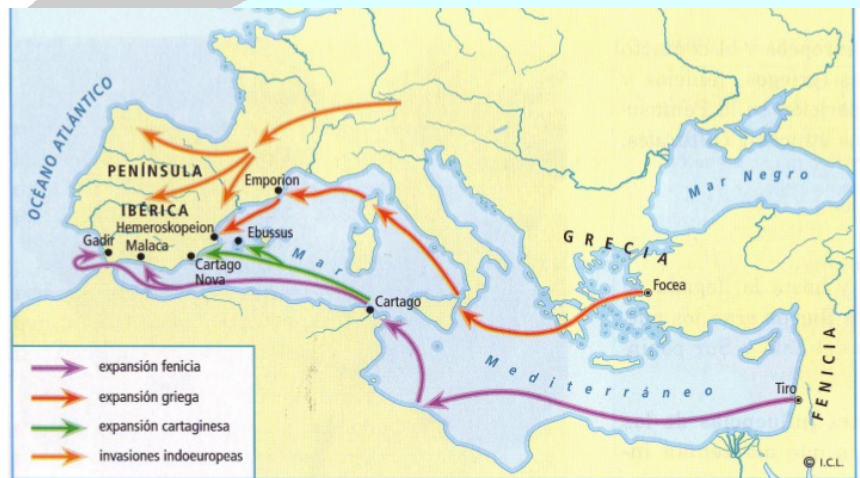 OCÉANO ATLÁNTICO
PENÍNSULA
IBÉRICA
Emporion
Hemeroskopeion
Ebussus
Gadir
Malaca
Cartago
Nova
Cartago
Mar
Mediterráneo
Mar Negro
GRECIA
Focea
Tiro
FENICIA
expansión fenicia
expansión griega
expansión cartaginesa
invasiones indoeuropeas
© I.C.L.